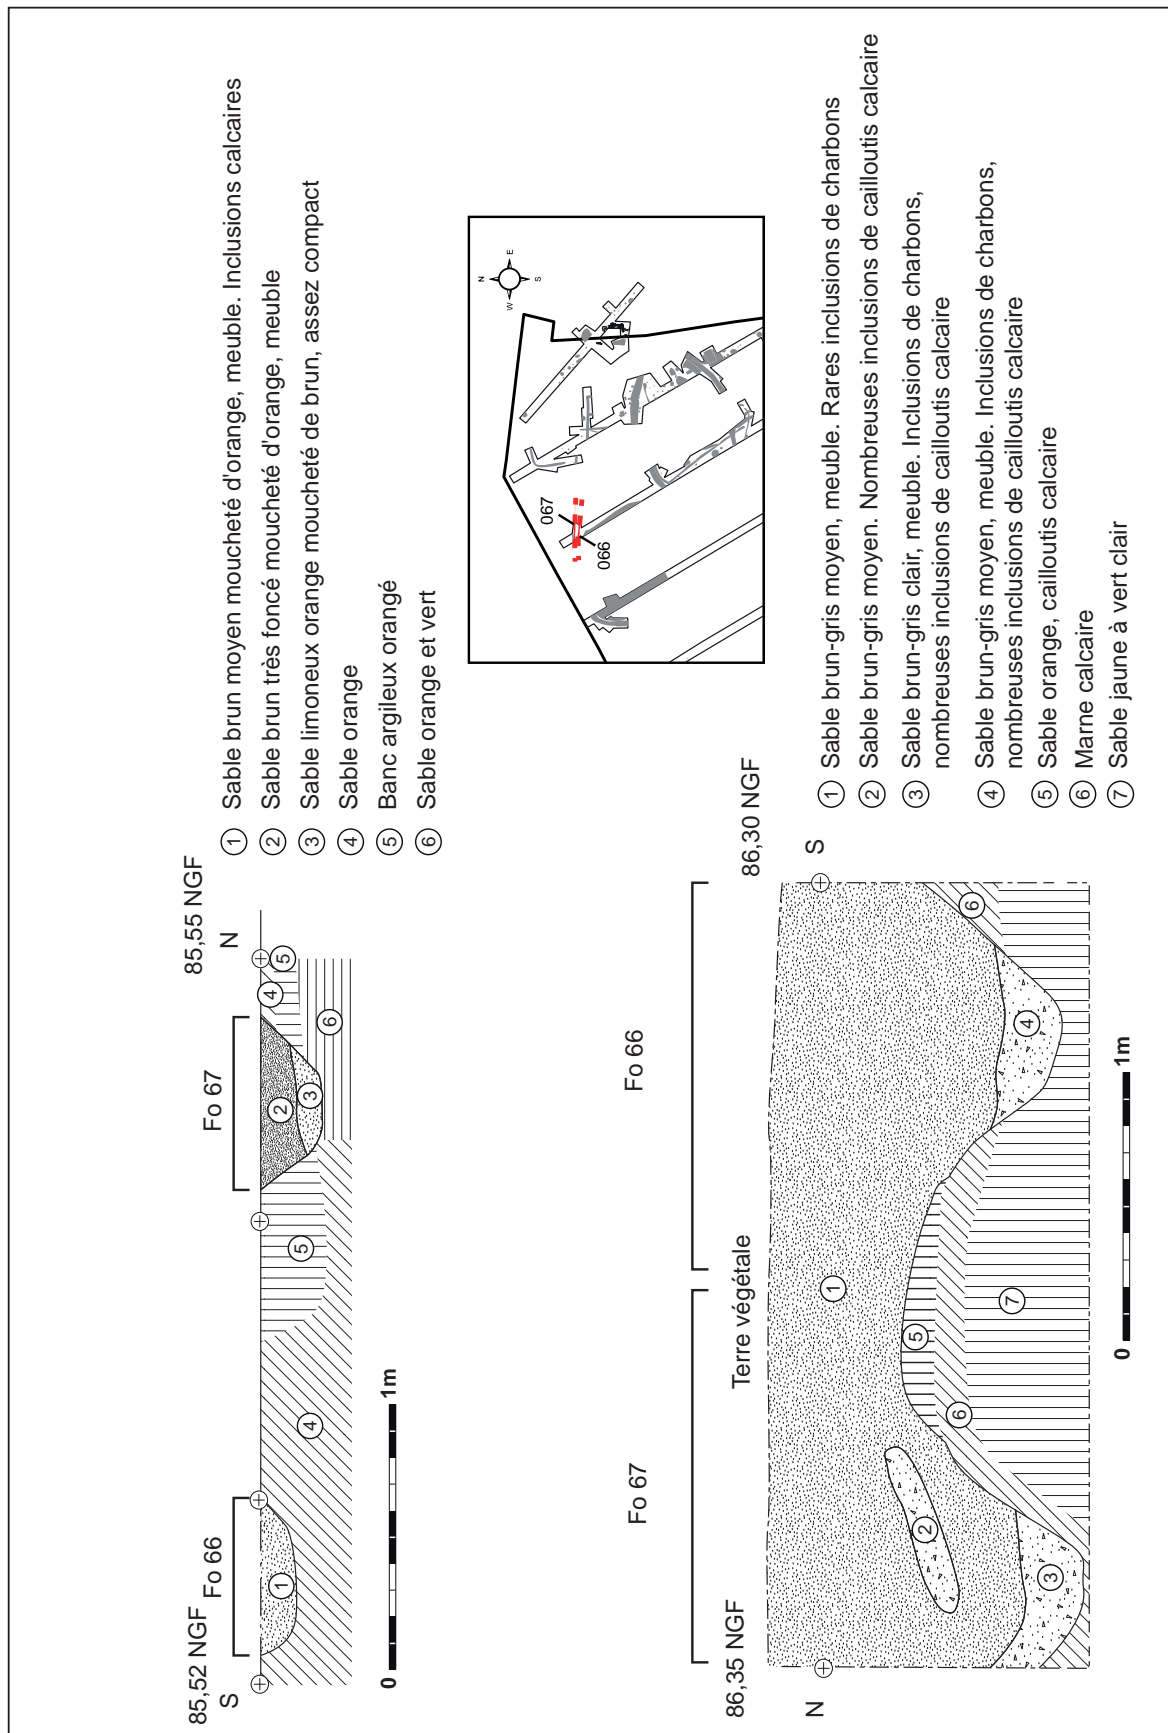 85,52 NGF
S
Fo 66
Fo 67
85,55 NGF
N
1
4
5
2
3
6
4
5
0
1m
1 Sable brun moyen moucheté d'orange, meuble. Inclusions calcaires
2 Sable brun très foncé moucheté d'orange, meuble
3 Sable limoneux orange moucheté de brun, assez compact
4 Sable orange
5 Banc argileux orangé
6 Sable orange et vert
N
W
E
S
067
066
86,35 NGF
N
Fo 67
Terre végétale
Fo 66
86,30 NGF
S
1
2
3
5
6
7
4
6
0
1m
1 Sable brun-gris moyen, meuble. Rares inclusions de charbons
2 Sable brun-gris moyen. Nombreuses inclusions de cailloutis calcaire
3 Sable brun-gris clair, meuble. Inclusions de charbons,
nombreuses inclusions de cailloutis calcaire
4 Sable brun-gris moyen, meuble. Inclusions de charbons,
nombreuses inclusions de cailloutis calcaire
5 Sable orange, cailloutis calcaire
6 Marne calcaire
7 Sable jaune à vert clair